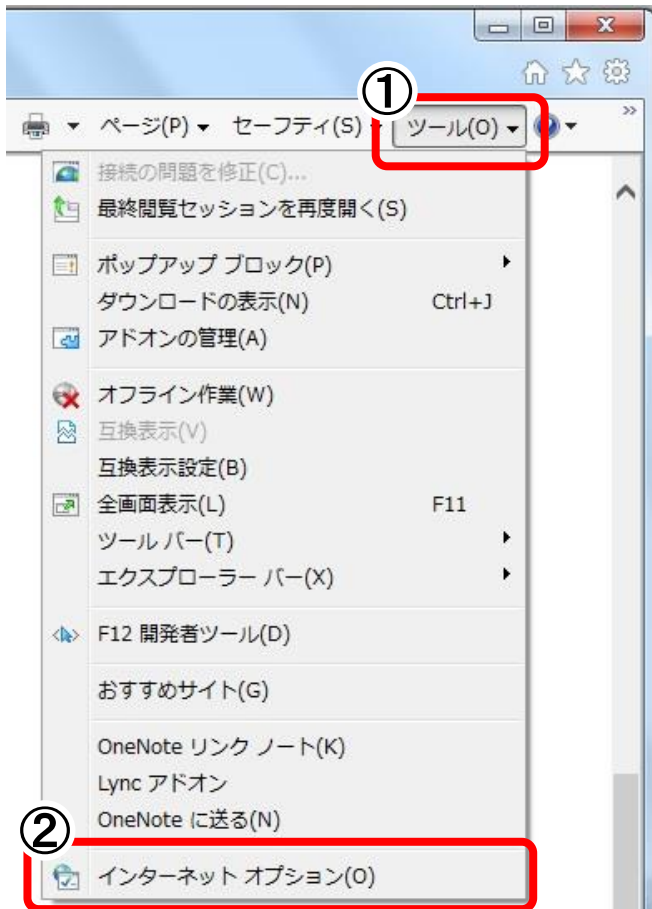 ①
ページ(P) セーフティ(S) ツール(O) »
接続の問題を修正(C)...
最終閲覧セッションを再度開く(S)
ポップアップ ブロック(P)
ダウンロードの表示(N) Ctrl+J
アドオンの管理(A)
オフライン作業(W)
互換表示(V)
互換表示設定(B)
全画面表示(L) F11
ツール バー(T)
エクスプローラー バー(X)
F12 開発者ツール(D)
おすすめサイト(G)
OneNote リンク ノート(K)
Lync アドオン
OneNote に送る(N)
②
インターネット オプション(O)